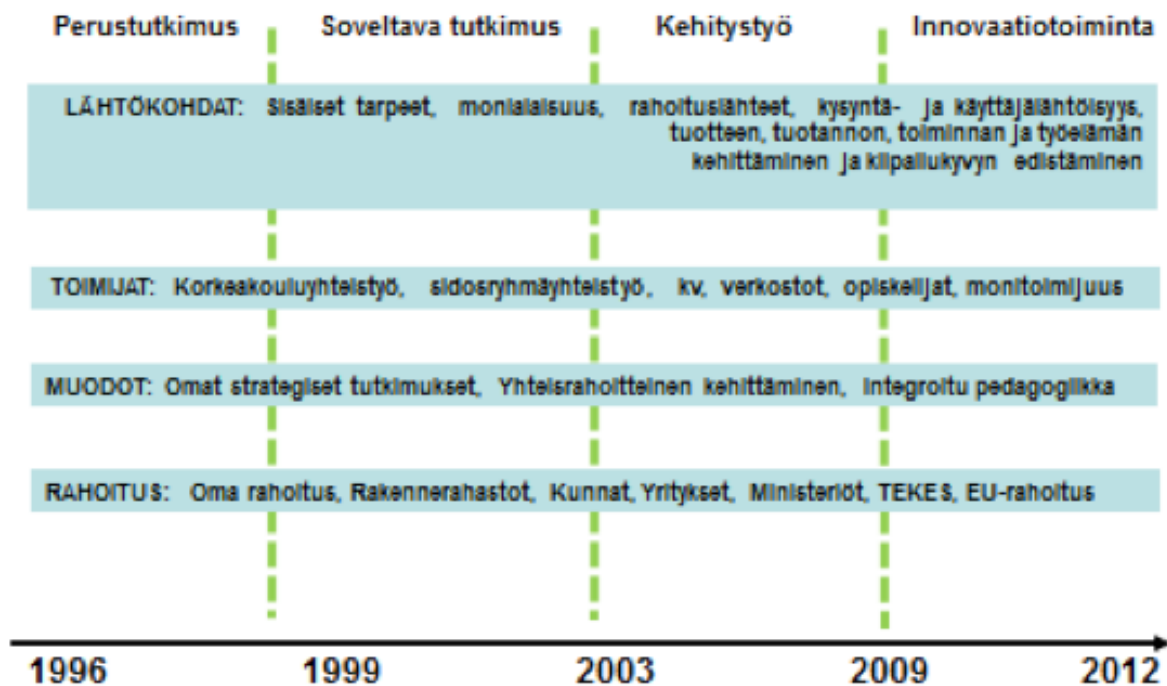 Perustutkimus Soveltava tutkimus Kehitystyö Innovaatiotoiminta
LÄHTÖKOHDAT: Sisäiset tarpeet, monialaisuus, rahoituslähteet, kysyntä- ja käyttäjälähtöisyys,
tuotteen, tuotannon, toiminnan ja työelämän
kehittäminen ja kilpailukyvyn edistäminen
TOIMIJAT: Korkeakouluyhteistyö, sidosryhmäyhteistyö, kv, verkostot, opiskelijat, monitoimijuus
MUODOT: Omat strategiset tutkimukset, Yhteisrahoitteinen kehittäminen, Integroitu pedagogiikka
RAHOITUS: Oma rahoitus, Rakennerahastot, Kunnat, Yritykset, Ministeriöt, TEKES, EU-rahoitus
1996 1999 2003 2009 2012